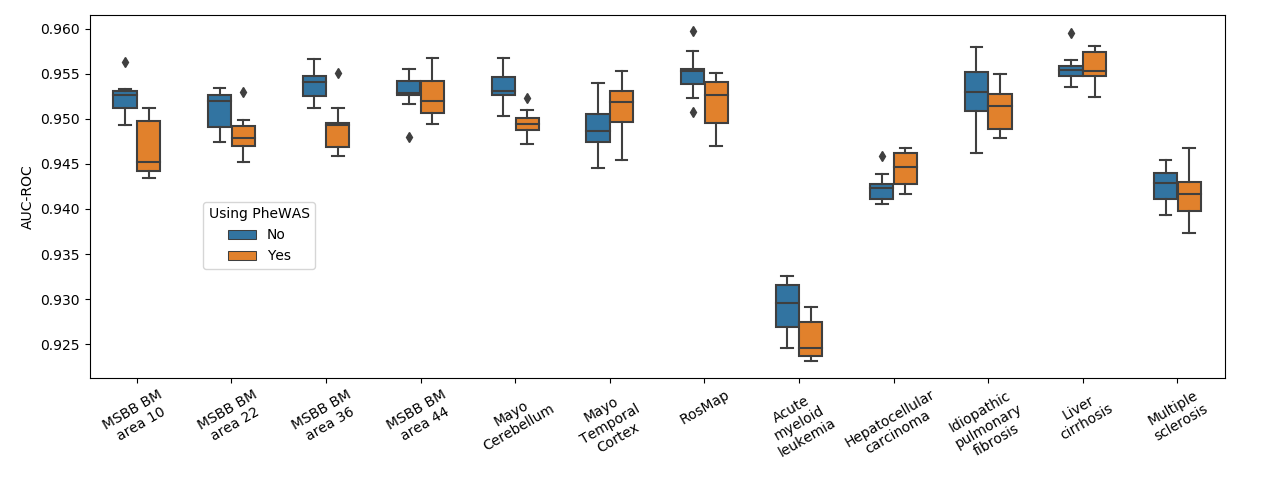 0.960
0.955
0.950
0.945
0.940
0.935
0.930
0.925
AUC-ROC
Using PheWAS
No
Yes
MSBB BM
area 10
MSBB BM
area 22
MSBB BM
area 36
MSBB BM
area 44
Mayo
Cerebellum
Mayo
Temporal
Cortex
RosMap
Acute
myeloid
leukemia
Hepatocellular
carcinoma
Idiopathic
pulmonary
fibrosis
Liver
cirrhosis
Multiple
sclerosis